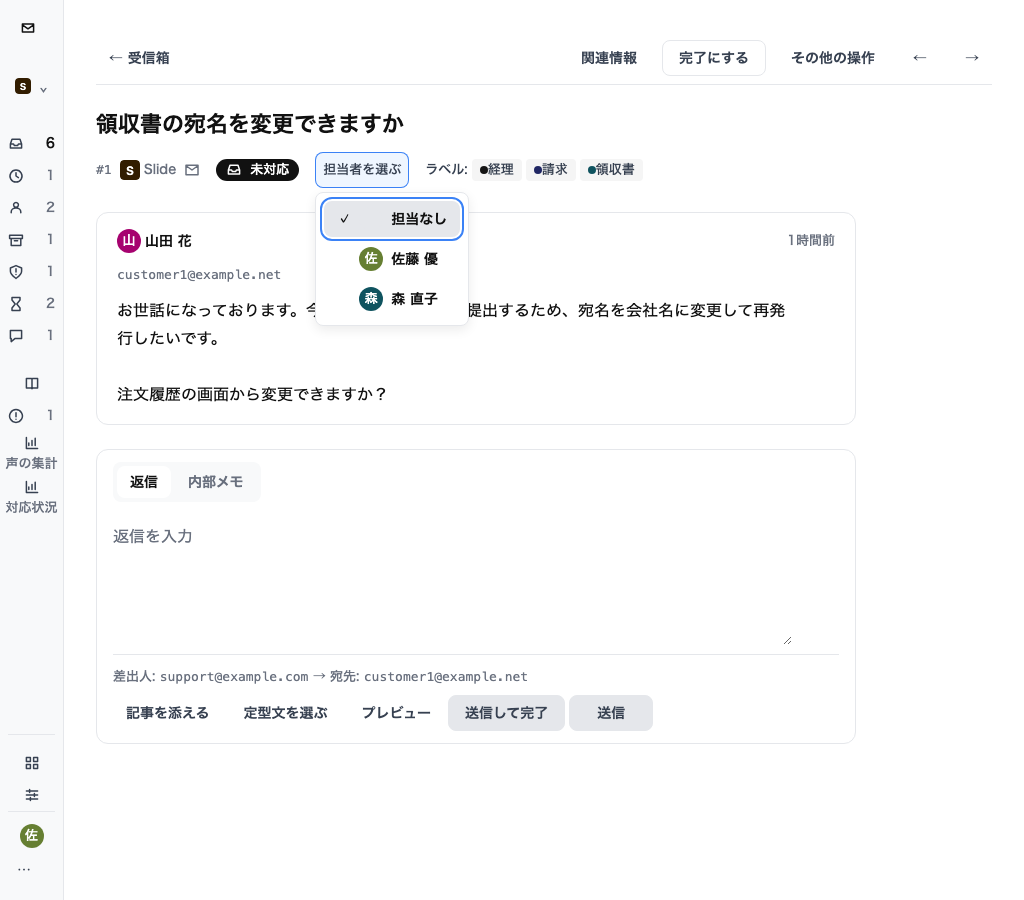 ← 受信箱
関連情報
完了にする
その他の操作
←
→
S
6
1
2
1
1
2
1
1
声の集計
対応状況
佐
…
領収書の宛名を変更できますか
#1 S Slide 未対応 担当者を選ぶ ラベル: 経理 請求 領収書
✓ 担当なし
佐 佐藤 優
森 森 直子
山 山田 花
1時間前
customer1@example.net
お世話になっております。今 提出するため、宛名を会社名に変更して再発
行したいです。
注文履歴の画面から変更できますか？
返信 内部メモ
返信を入力
差出人: support@example.com → 宛先: customer1@example.net
記事を添える 定型文を選ぶ プレビュー 送信して完了 送信